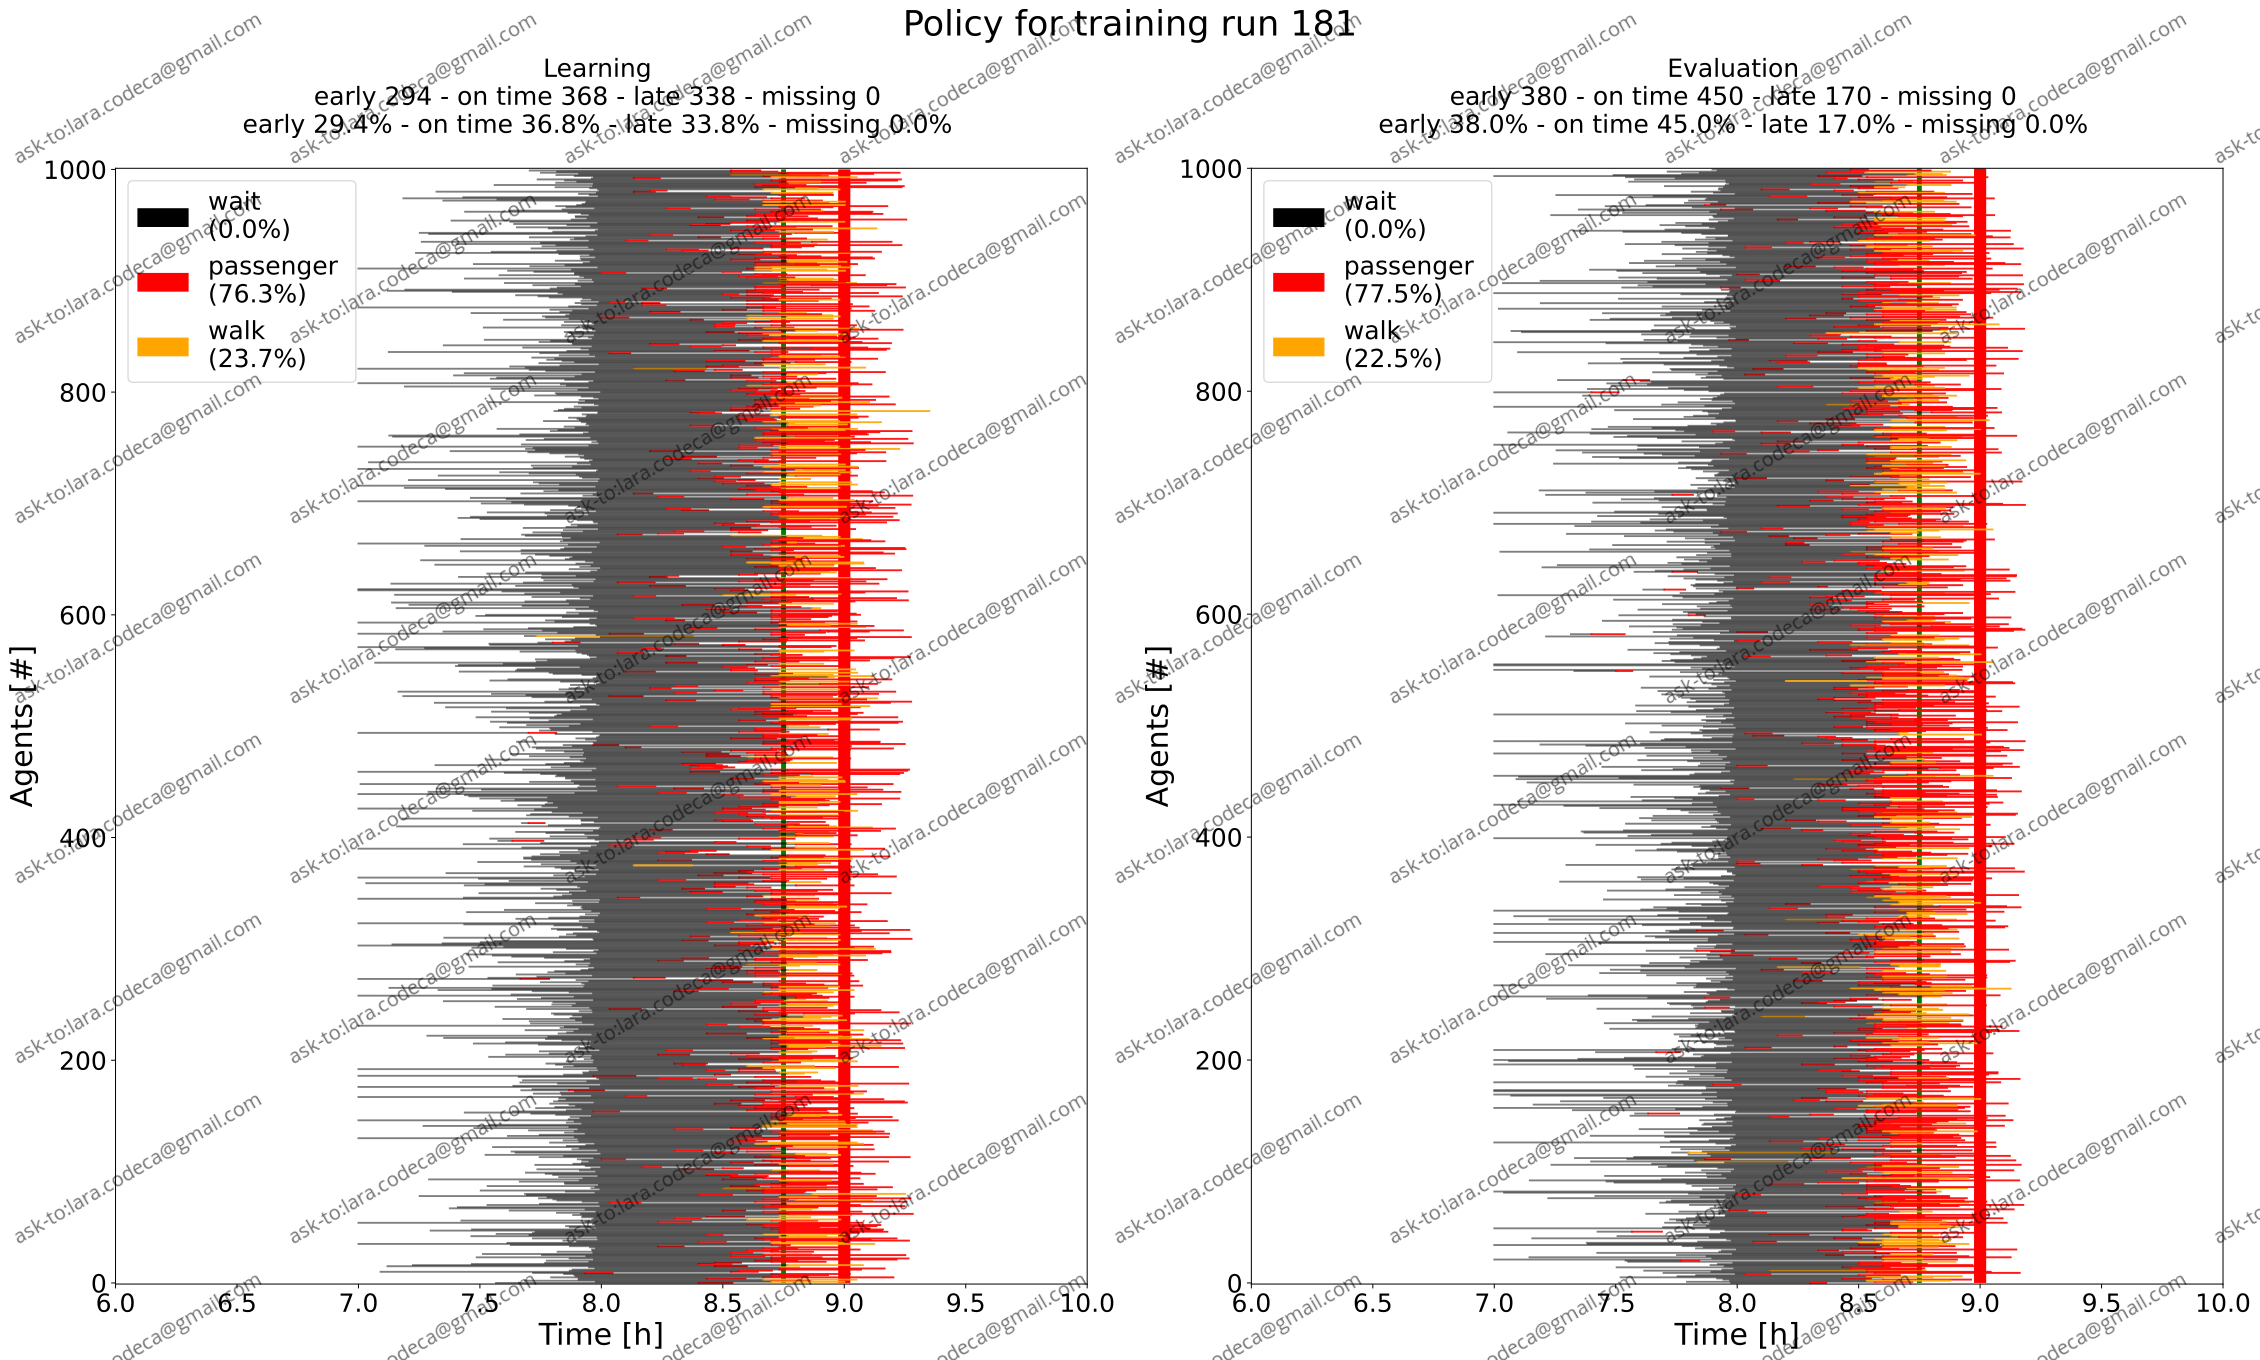 Policy for training run 181
Learning
early 294 - on time 368 - late 338 - missing 0
early 29.4% - on time 36.8% - late 33.8% - missing 0.0%
1000
800
600
400
200
0
Agents [#]
wait
(0.0%)
passenger
(76.3%)
walk
(23.7%)
6.0 6.5 7.0 7.5 8.0 8.5 9.0 9.5 10.0
Time [h]
Evaluation
early 380 - on time 450 - late 170 - missing 0
early 38.0% - on time 45.0% - late 17.0% - missing 0.0%
1000
800
600
400
200
0
Agents [#]
wait
(0.0%)
passenger
(77.5%)
walk
(22.5%)
6.0 6.5 7.0 7.5 8.0 8.5 9.0 9.5 10.0
Time [h]
ask-to:lara.codeca@gmail.com